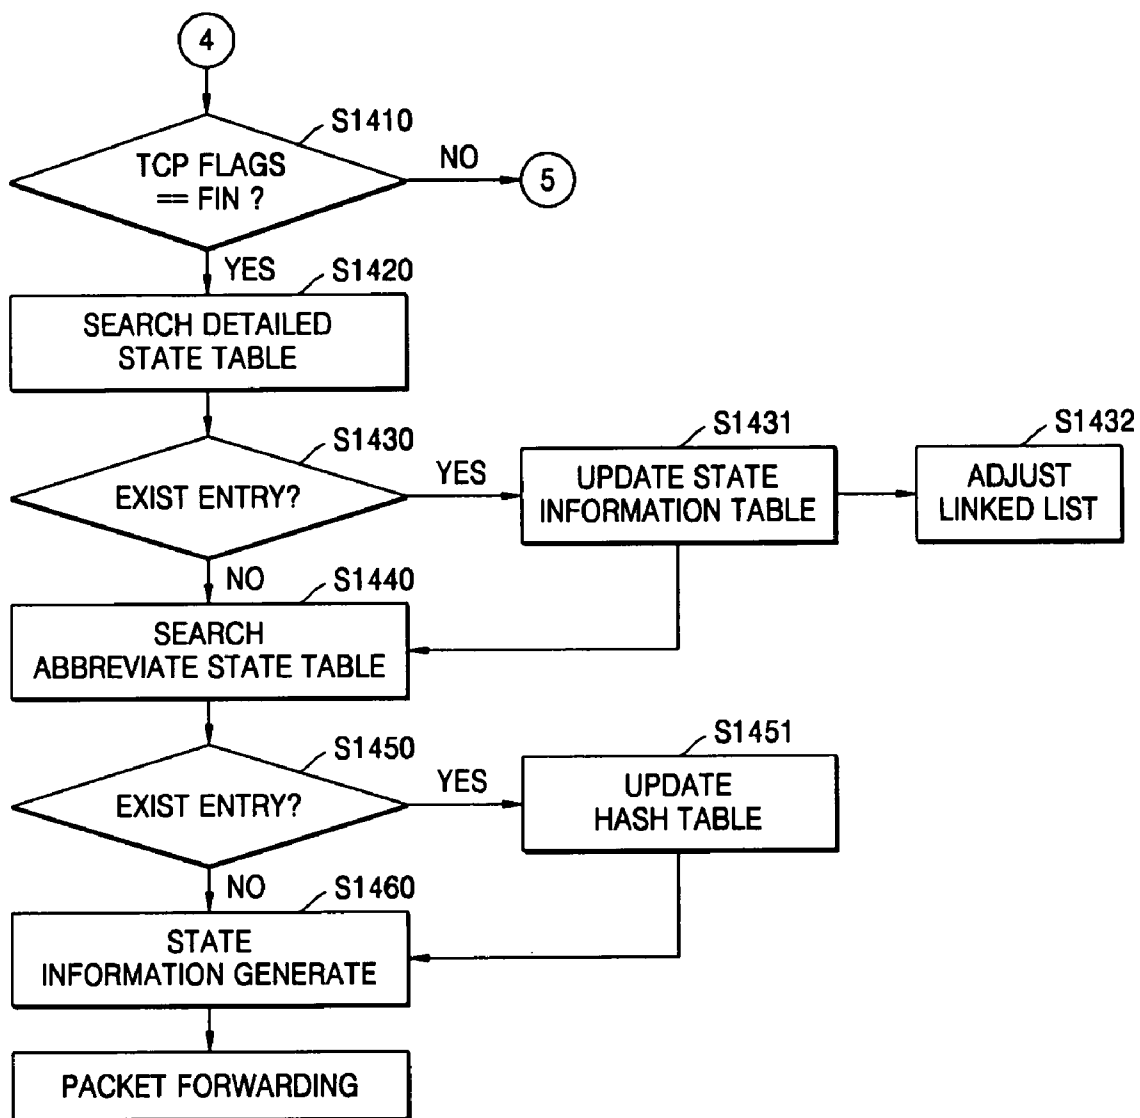 4
S1410
TCP FLAGS
== FIN ?
NO
5
YES
S1420
SEARCH DETAILED
STATE TABLE
S1430
EXIST ENTRY?
YES
S1431
UPDATE STATE
INFORMATION TABLE
S1432
ADJUST
LINKED LIST
NO
S1440
SEARCH
ABBREVIATE STATE TABLE
S1450
EXIST ENTRY?
YES
S1451
UPDATE
HASH TABLE
NO
S1460
STATE
INFORMATION GENERATE
PACKET FORWARDING